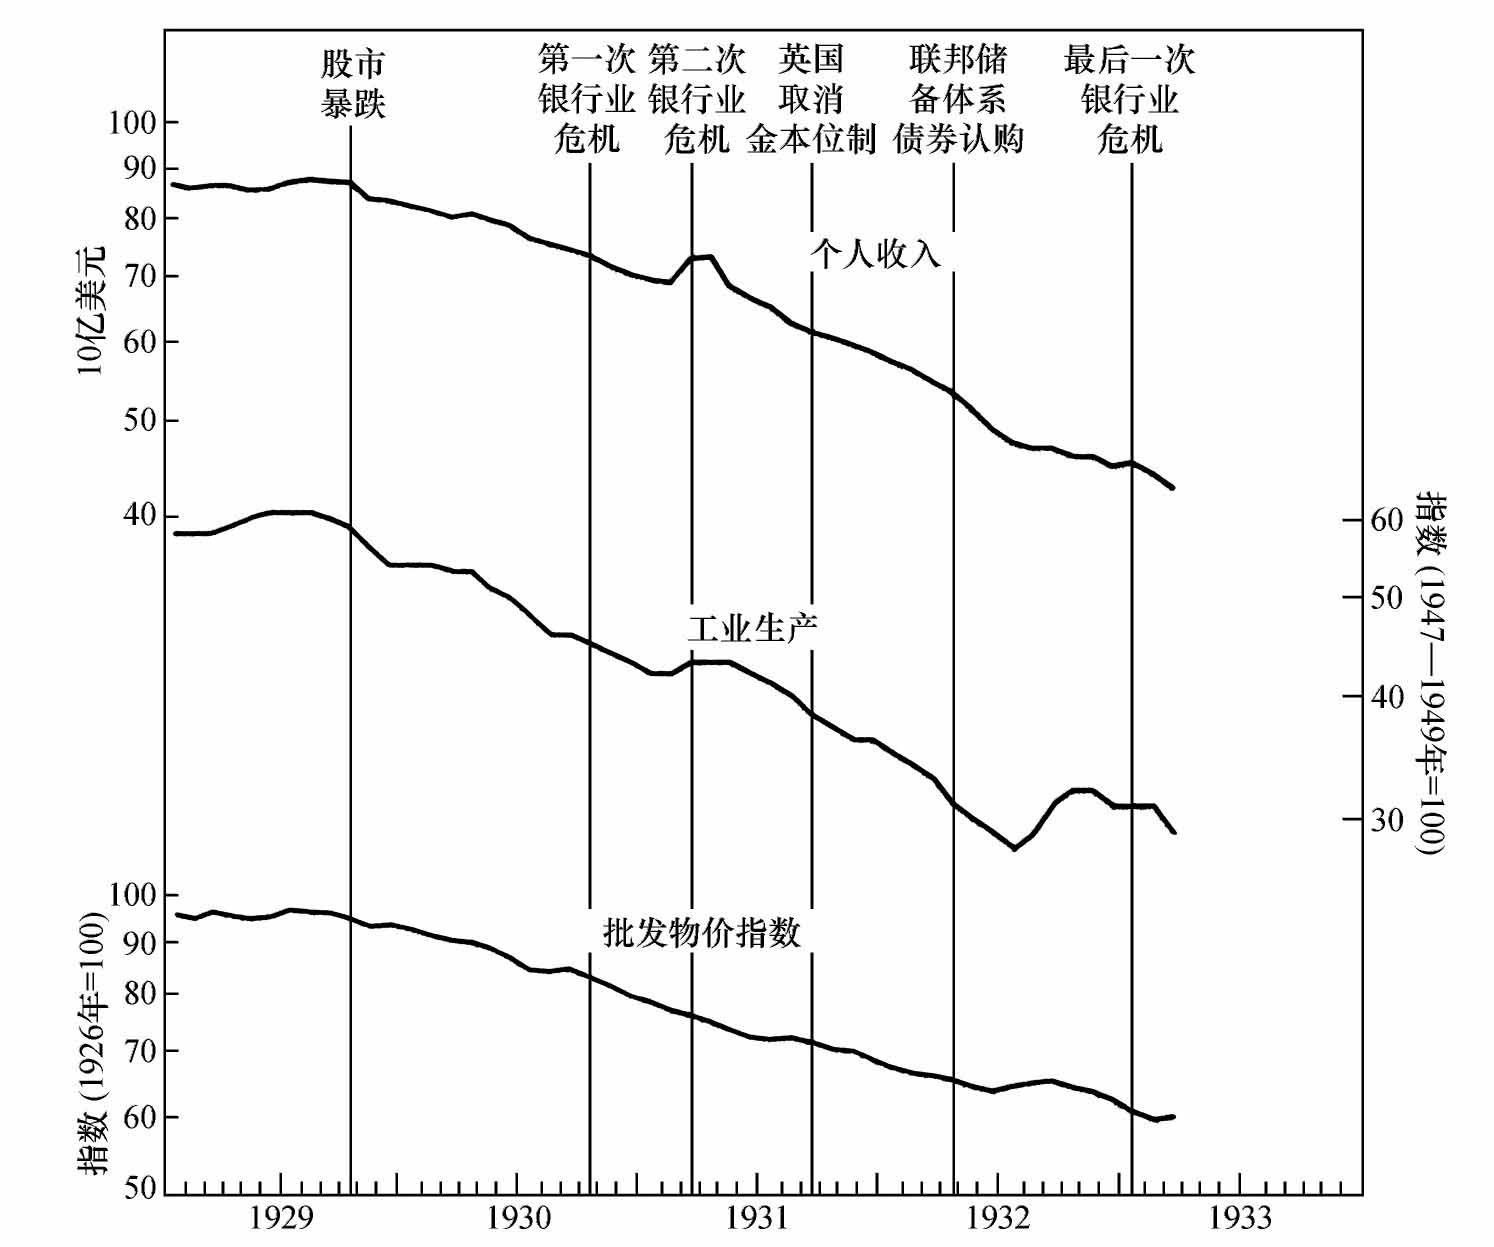 股市
暴跌
第一次
银行业
危机
第二次
银行业
危机
英国
取消
金本位制
联邦储
备体系
债券认购
最后一次
银行业
危机
100
90
80
70
60
50
40
10亿美元
个人收入
60
50
40
30
指数 (1947—1949年=100)
工业生产
100
90
80
70
60
50
指数 (1926年=100)
批发物价指数
1929
1930
1931
1932
1933